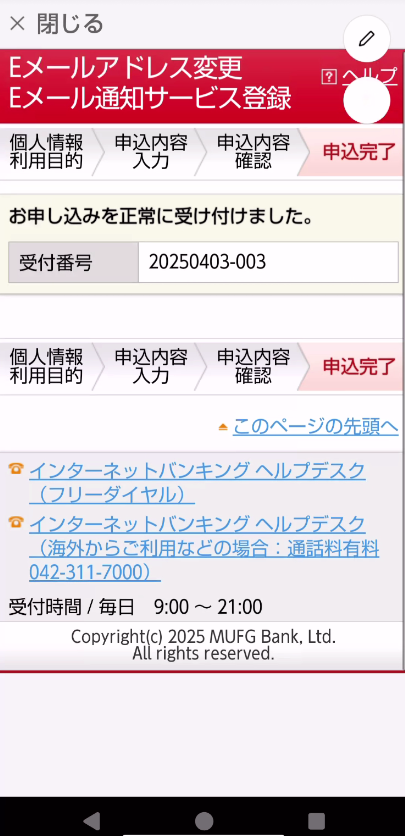 × 閉じる
Eメールアドレス変更
Eメール通知サービス登録
? ヘルプ
個人情報
利用目的
申込内容
入力
申込内容
確認
申込完了
お申し込みを正常に受け付けました。
受付番号 20250403-003
個人情報
利用目的
申込内容
入力
申込内容
確認
申込完了
このページの先頭へ
インターネットバンキング ヘルプデスク
（フリーダイヤル）
インターネットバンキング ヘルプデスク
（海外からご利用などの場合：通話料有料
042-311-7000）
受付時間 / 毎日 9:00 ～ 21:00
Copyright(c) 2025 MUFG Bank, Ltd.
All rights reserved.